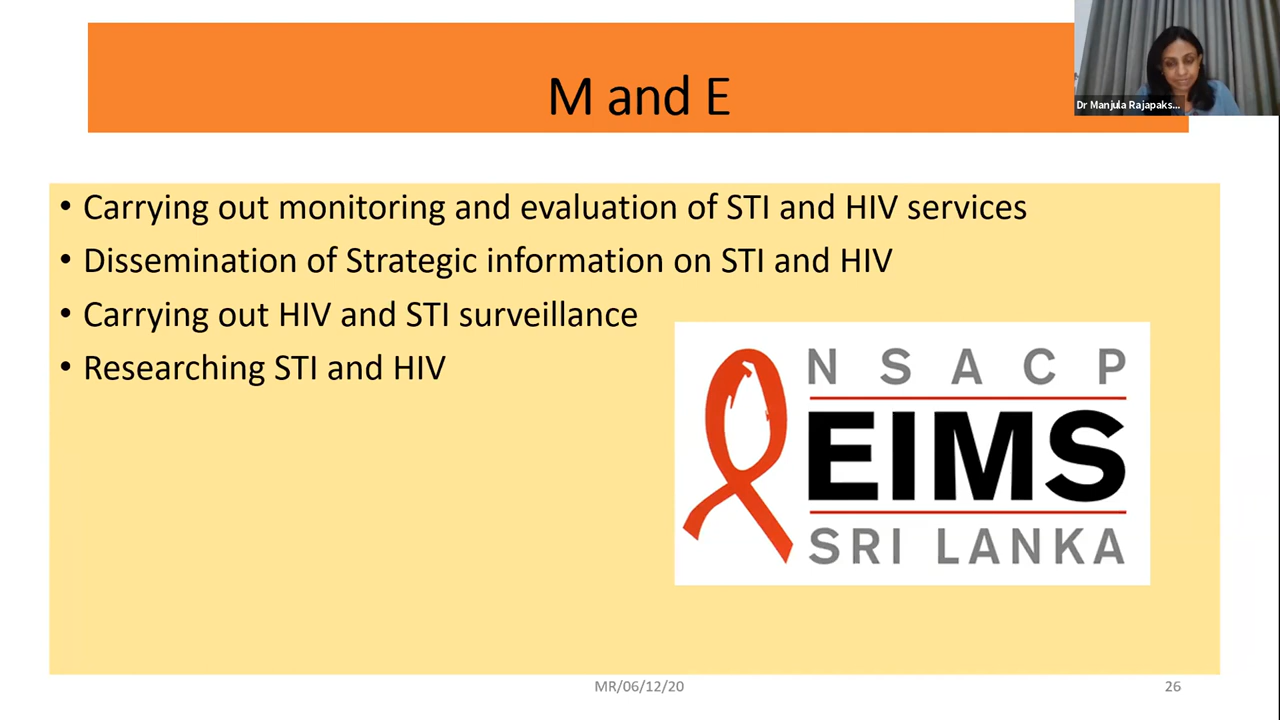 M and E
Dr Manjula Rajapaks...
• Carrying out monitoring and evaluation of STI and HIV services
• Dissemination of Strategic information on STI and HIV
• Carrying out HIV and STI surveillance
• Researching STI and HIV
NSACP
EIMS
SRI LANKA
MR/06/12/20
26